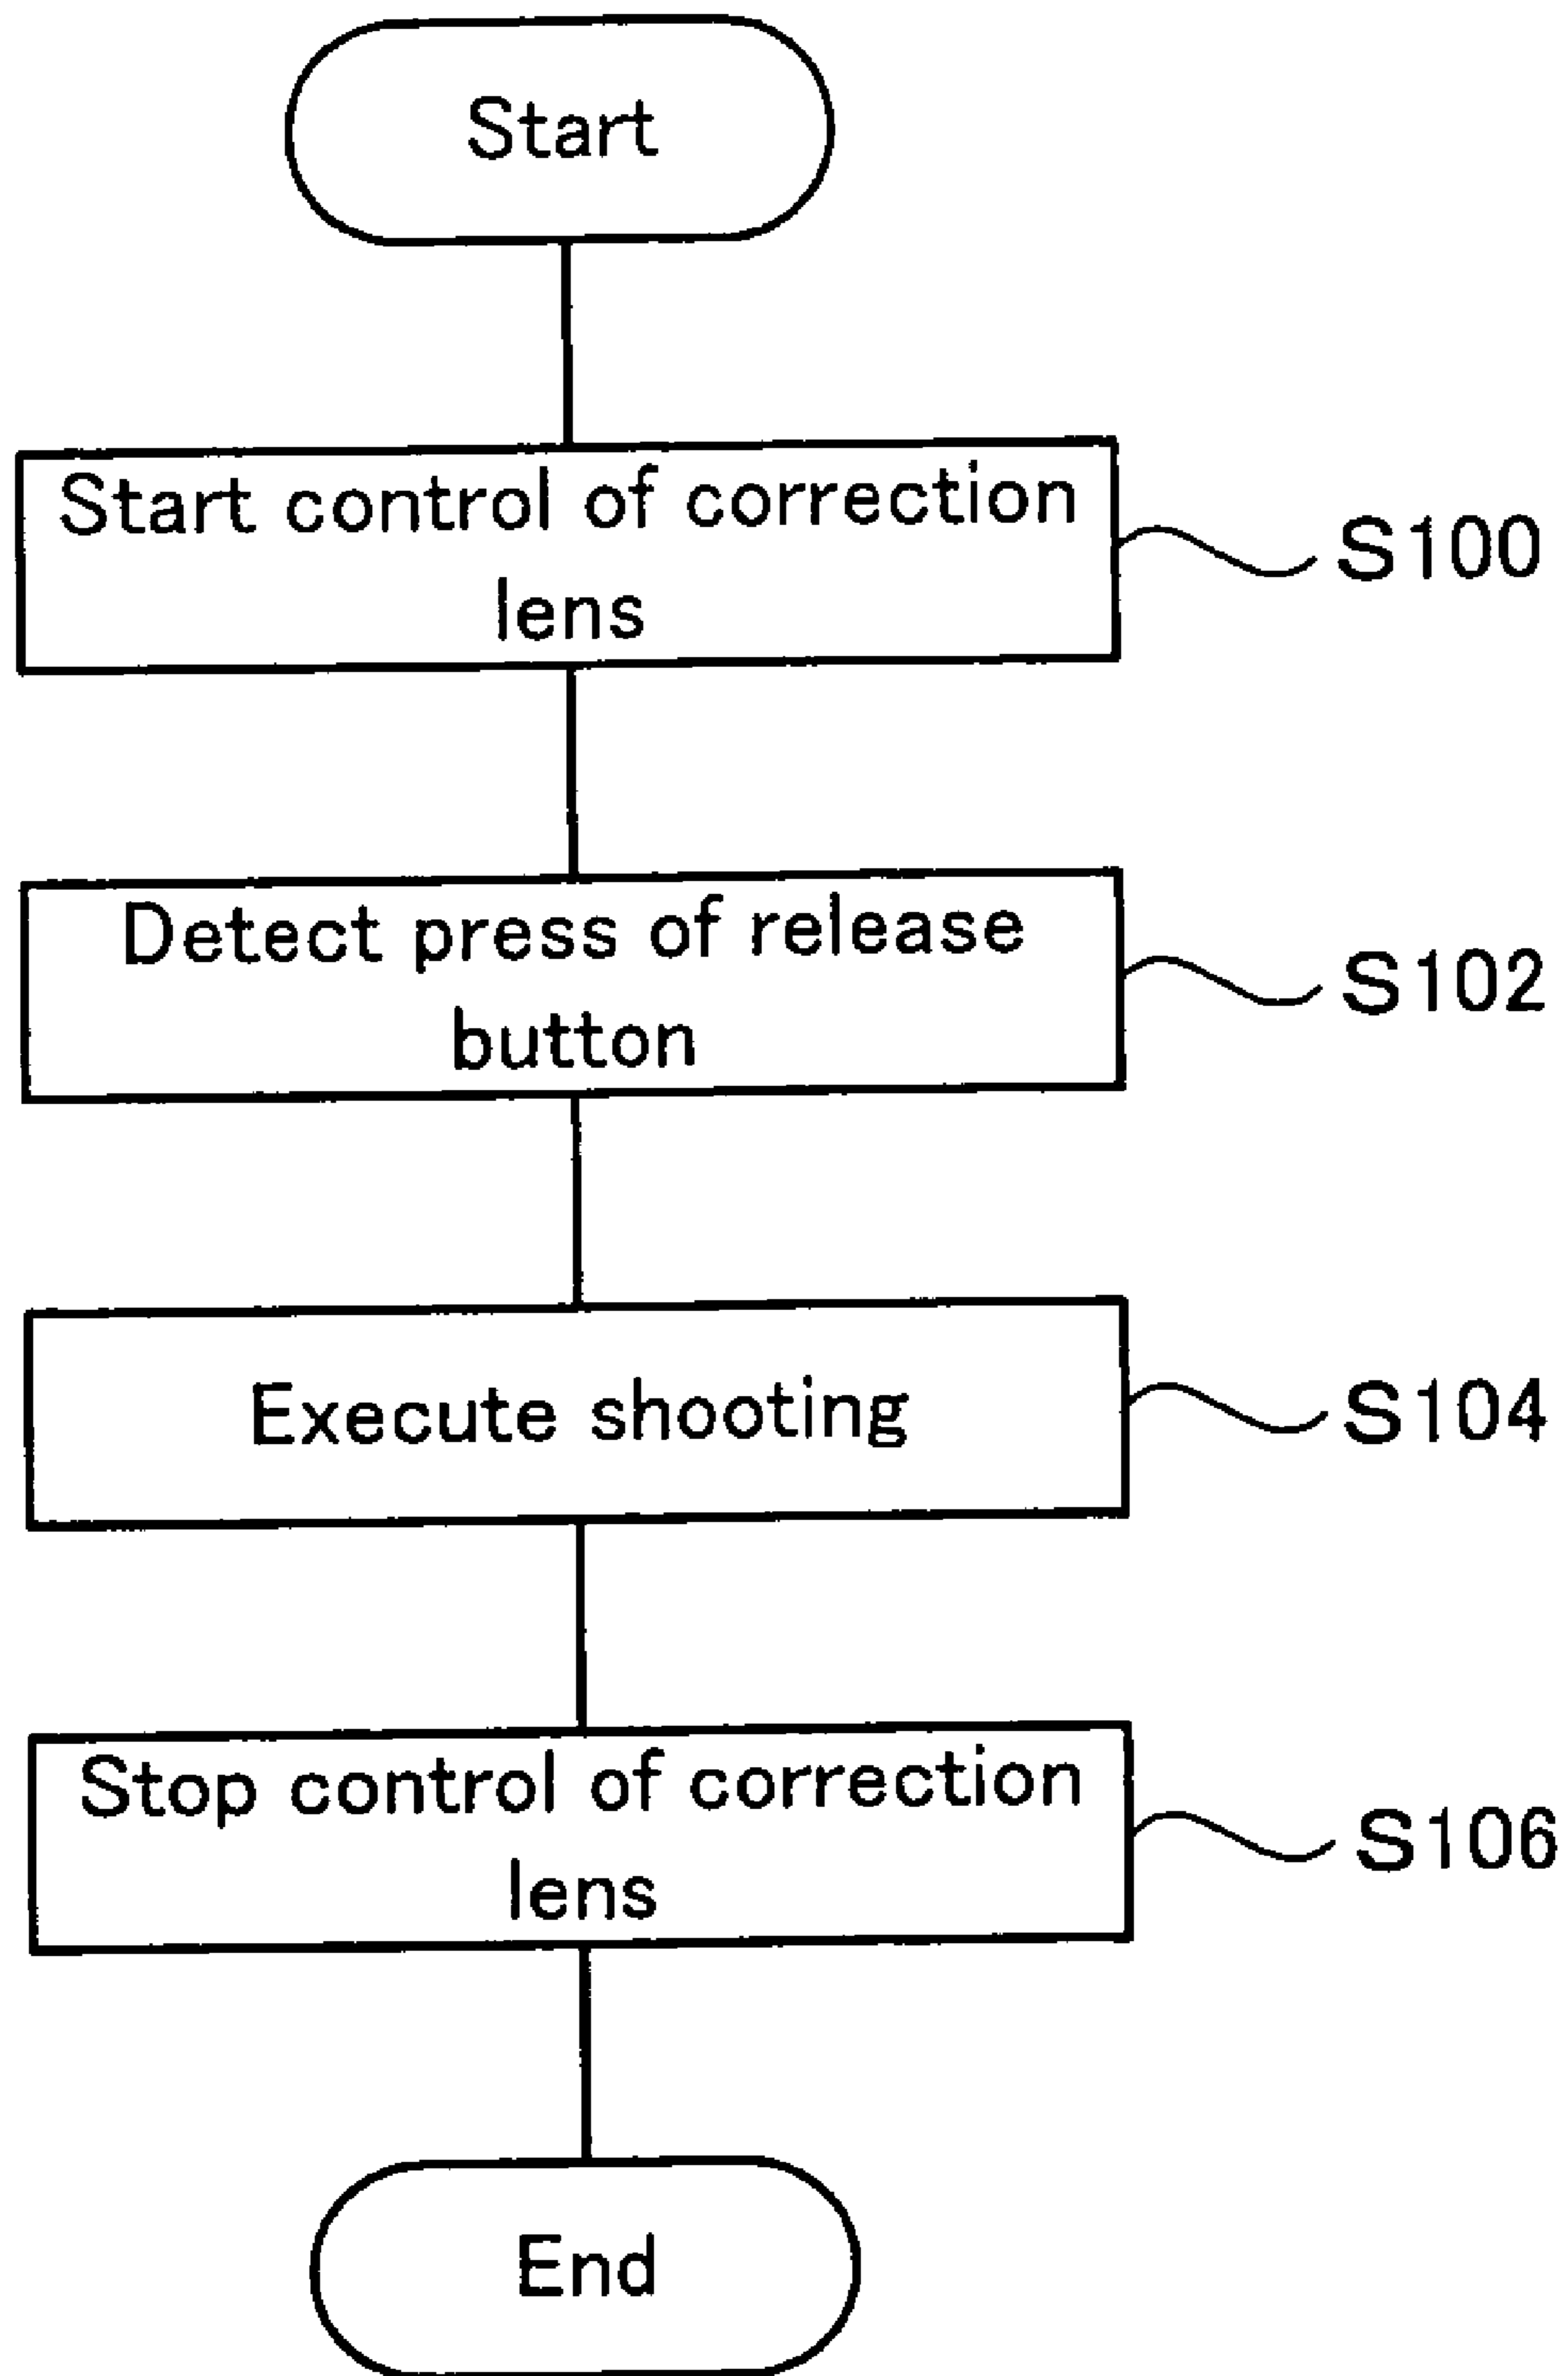 Start
Start control of correction
lens
S100
Detect press of release
button
S102
Execute shooting
S104
Stop control of correction
lens
S106
End